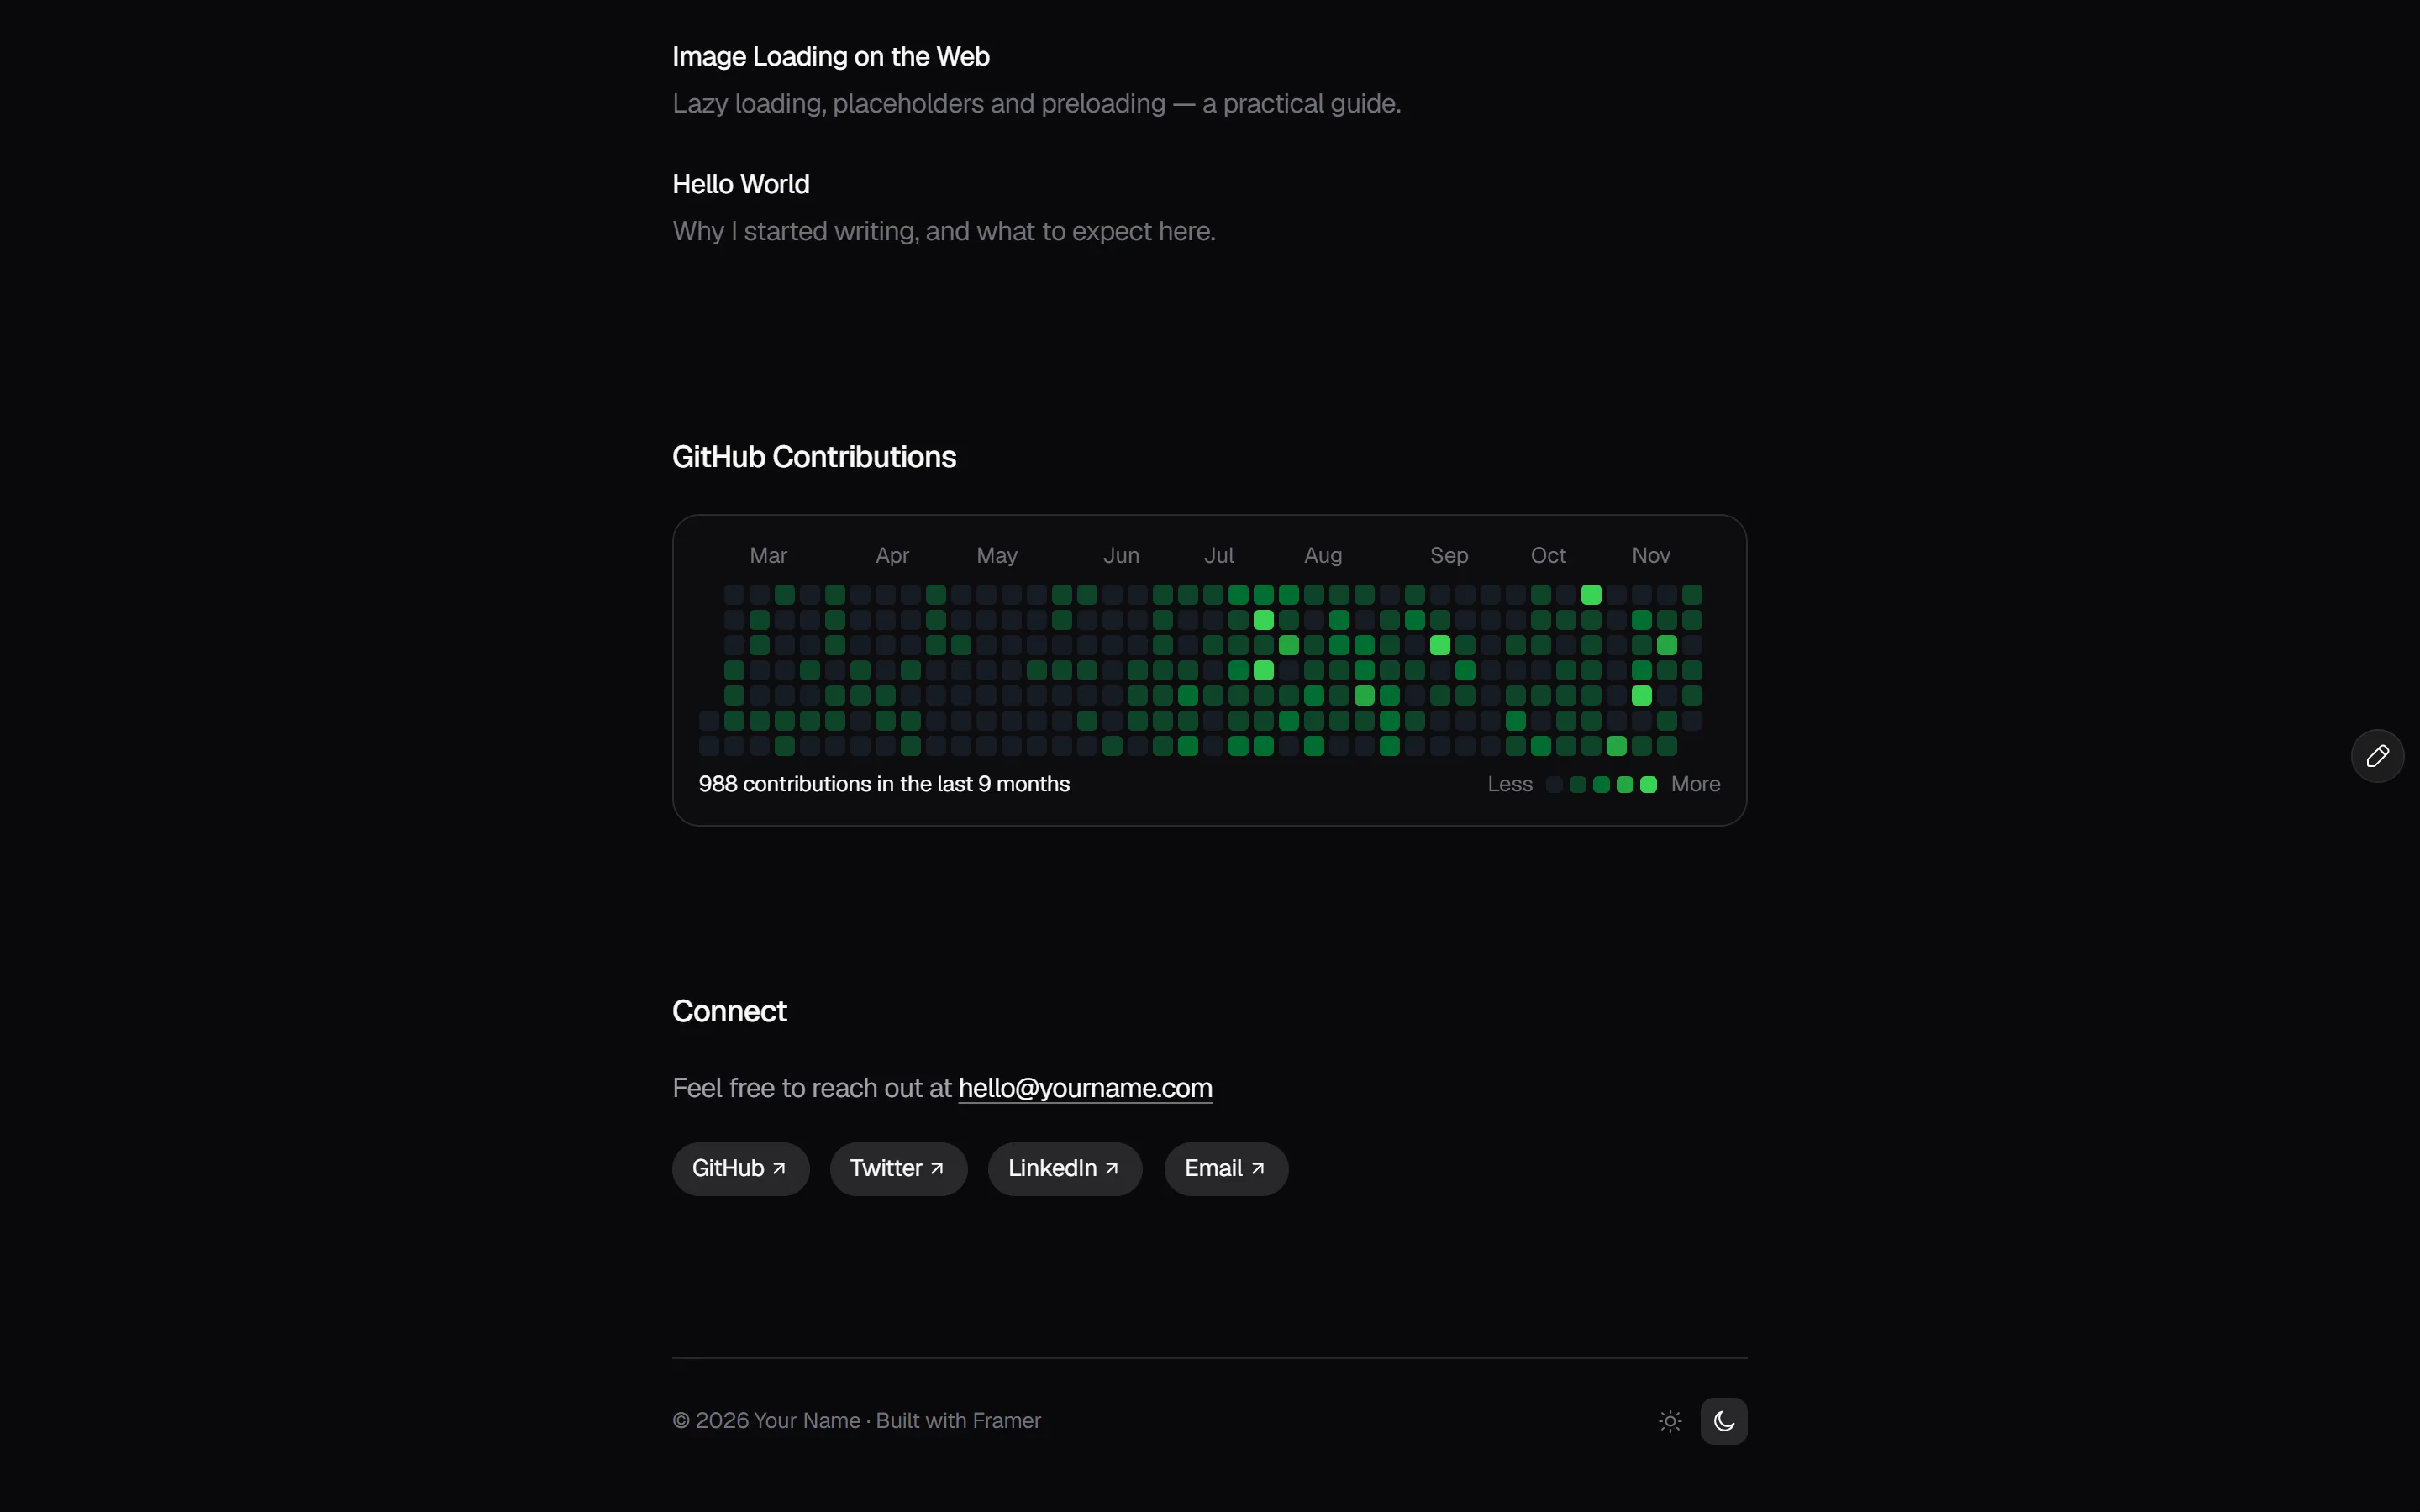 Image Loading on the Web
Lazy loading, placeholders and preloading — a practical guide.
Hello World
Why I started writing, and what to expect here.
GitHub Contributions
Mar Apr May Jun Jul Aug Sep Oct Nov
988 contributions in the last 9 months
Less More
Connect
Feel free to reach out at hello@yourname.com
GitHub ↗ Twitter ↗ LinkedIn ↗ Email ↗
© 2026 Your Name · Built with Framer